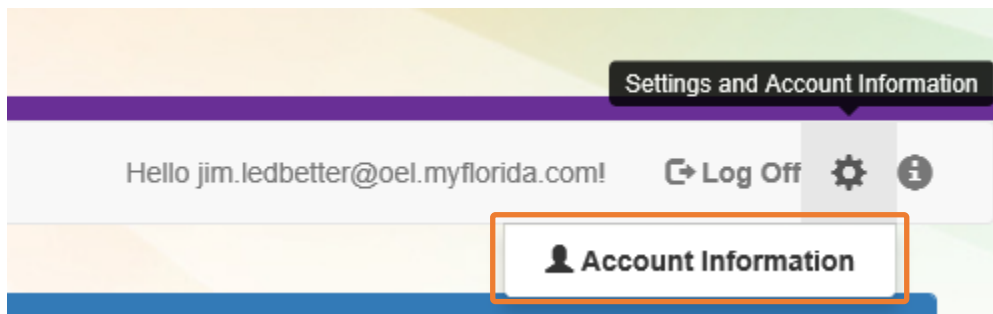 Settings and Account Information
Hello jim.ledbetter@oel.myflorida.com! Log Off
Account Information